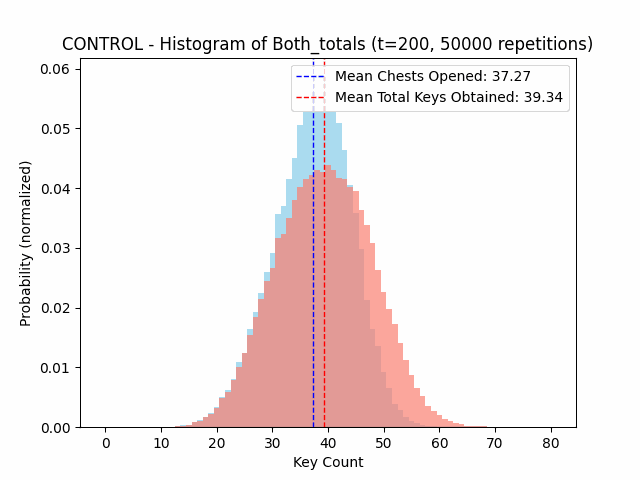 CONTROL - Histogram of Both_totals (t=200, 50000 repetitions)
Mean Chests Opened: 37.27
Mean Total Keys Obtained: 39.34
Probability (normalized)
0.06
0.05
0.04
0.03
0.02
0.01
0.00
0 10 20 30 40 50 60 70 80
Key Count